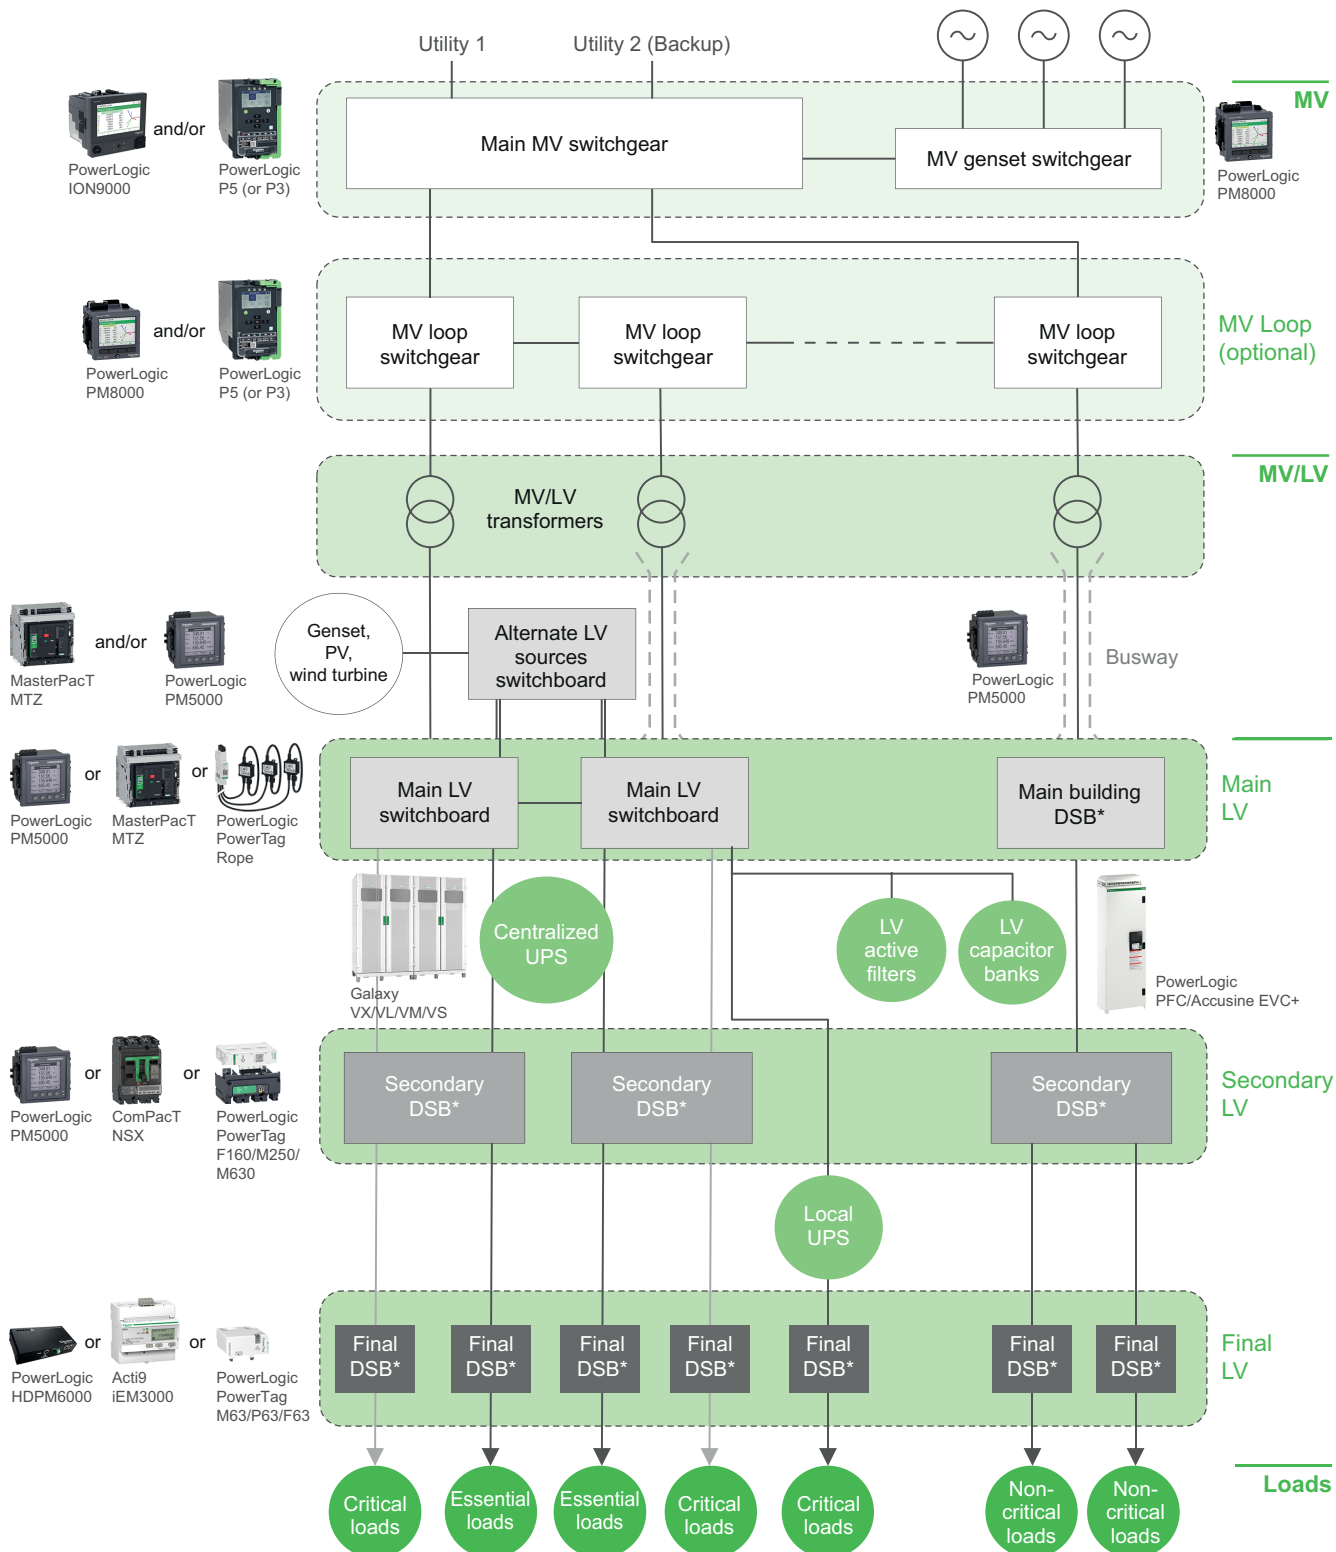 Utility 1
Utility 2 (Backup)
MV
and/or
PowerLogic
ION9000
PowerLogic
P5 (or P3)
Main MV switchgear
MV genset switchgear
PowerLogic
PM8000
and/or
PowerLogic
PM8000
PowerLogic
P5 (or P3)
MV loop
switchgear
MV loop
switchgear
MV loop
switchgear
MV Loop
(optional)
MV/LV
MV/LV
transformers
and/or
MasterPacT
MTZ
PowerLogic
PM5000
Genset,
PV,
wind turbine
Alternate LV
sources
switchboard
PowerLogic
PM5000
Busway
or
or
PowerLogic
PM5000
MasterPacT
MTZ
PowerLogic
PowerTag
Rope
Main LV
switchboard
Main LV
switchboard
Main building
DSB*
Main
LV
Galaxy
VX/VL/VM/VS
Centralized
UPS
LV
active
filters
LV
capacitor
banks
PowerLogic
PFC/Accusine EVC+
or
or
PowerLogic
PM5000
ComPacT
NSX
PowerLogic
PowerTag
F160/M250/
M630
Secondary
DSB*
Secondary
DSB*
Secondary
DSB*
Secondary
LV
Local
UPS
or
or
PowerLogic
HDPM6000
Acti9
iEM3000
PowerLogic
PowerTag
M63/P63/F63
Final
DSB*
Final
DSB*
Final
DSB*
Final
DSB*
Final
DSB*
Final
DSB*
Final
DSB*
Final
LV
Loads
Critical
loads
Essential
loads
Essential
loads
Critical
loads
Critical
loads
Non-
critical
loads
Non-
critical
loads